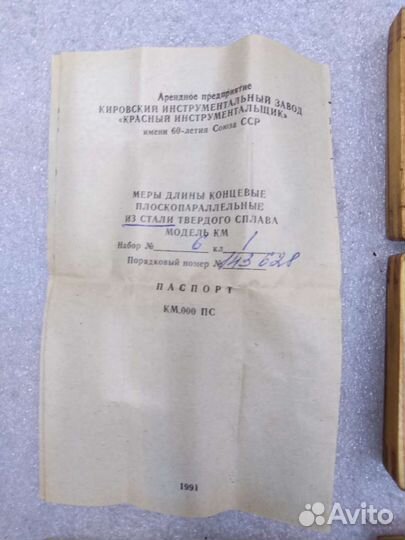 Арендное предприятие
КИРОВСКИЙ ИНСТРУМЕНТАЛЬНЫЙ ЗАВОД
«КРАСНЫЙ ИНСТРУМЕНТАЛЬЩИК»
имени 60-летия Союза ССР
МЕРЫ ДЛИНЫ КОНЦЕВЫЕ
ПЛОСКОПАРАЛЛЕЛЬНЫЕ
ИЗ СТАЛИ ТВЕРДОГО СПЛАВА
МОДЕЛЬ КМ
Набор № 6 кл 1
Порядковый номер № 143628
ПАСПОРТ
КМ.000 ПС
1991
Avito